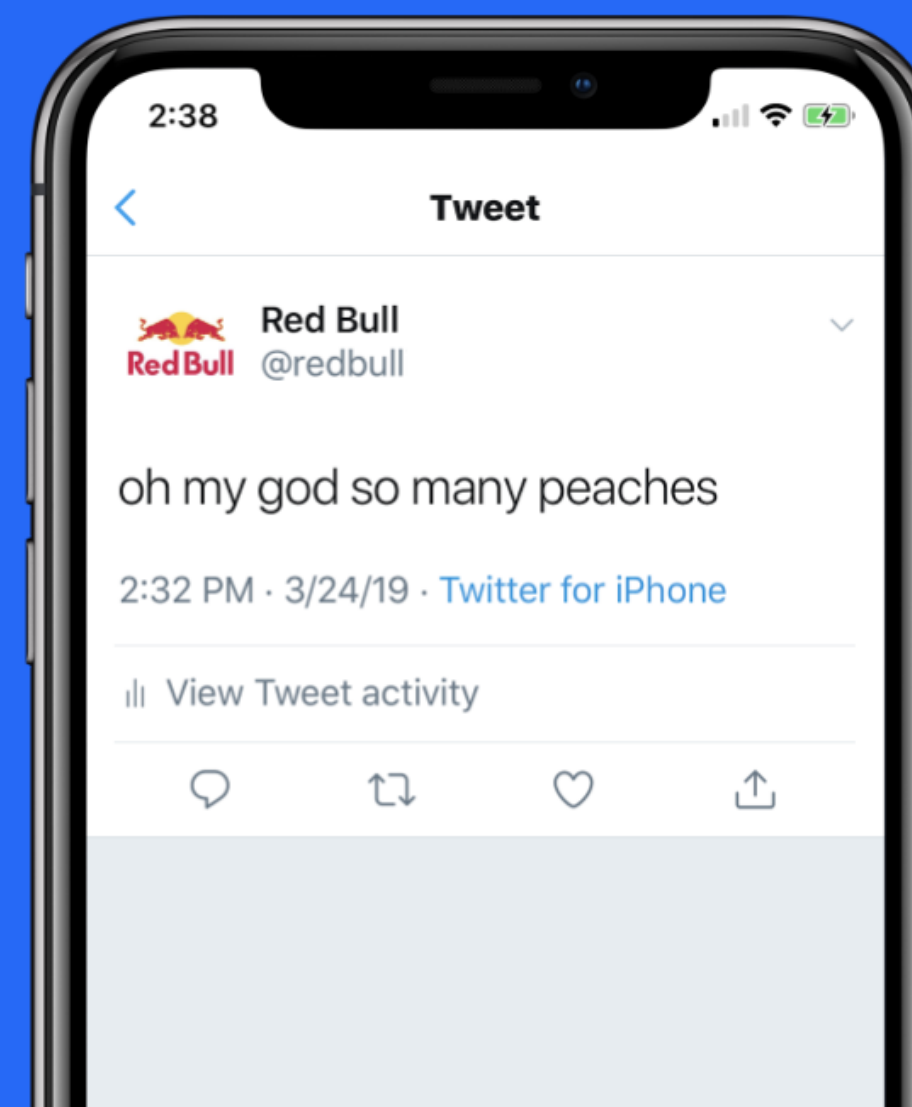 2:38
Tweet
Red Bull
Red Bull
@redbull
oh my god so many peaches
2:32 PM · 3/24/19 · Twitter for iPhone
View Tweet activity